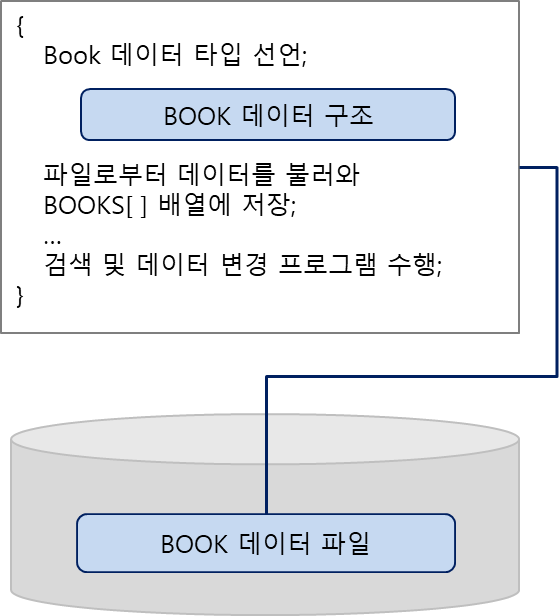 {
Book 데이터 타입 선언;
BOOK 데이터 구조
파일로부터 데이터를 불러와
BOOKS[ ] 배열에 저장;
...
검색 및 데이터 변경 프로그램 수행;
}
BOOK 데이터 파일